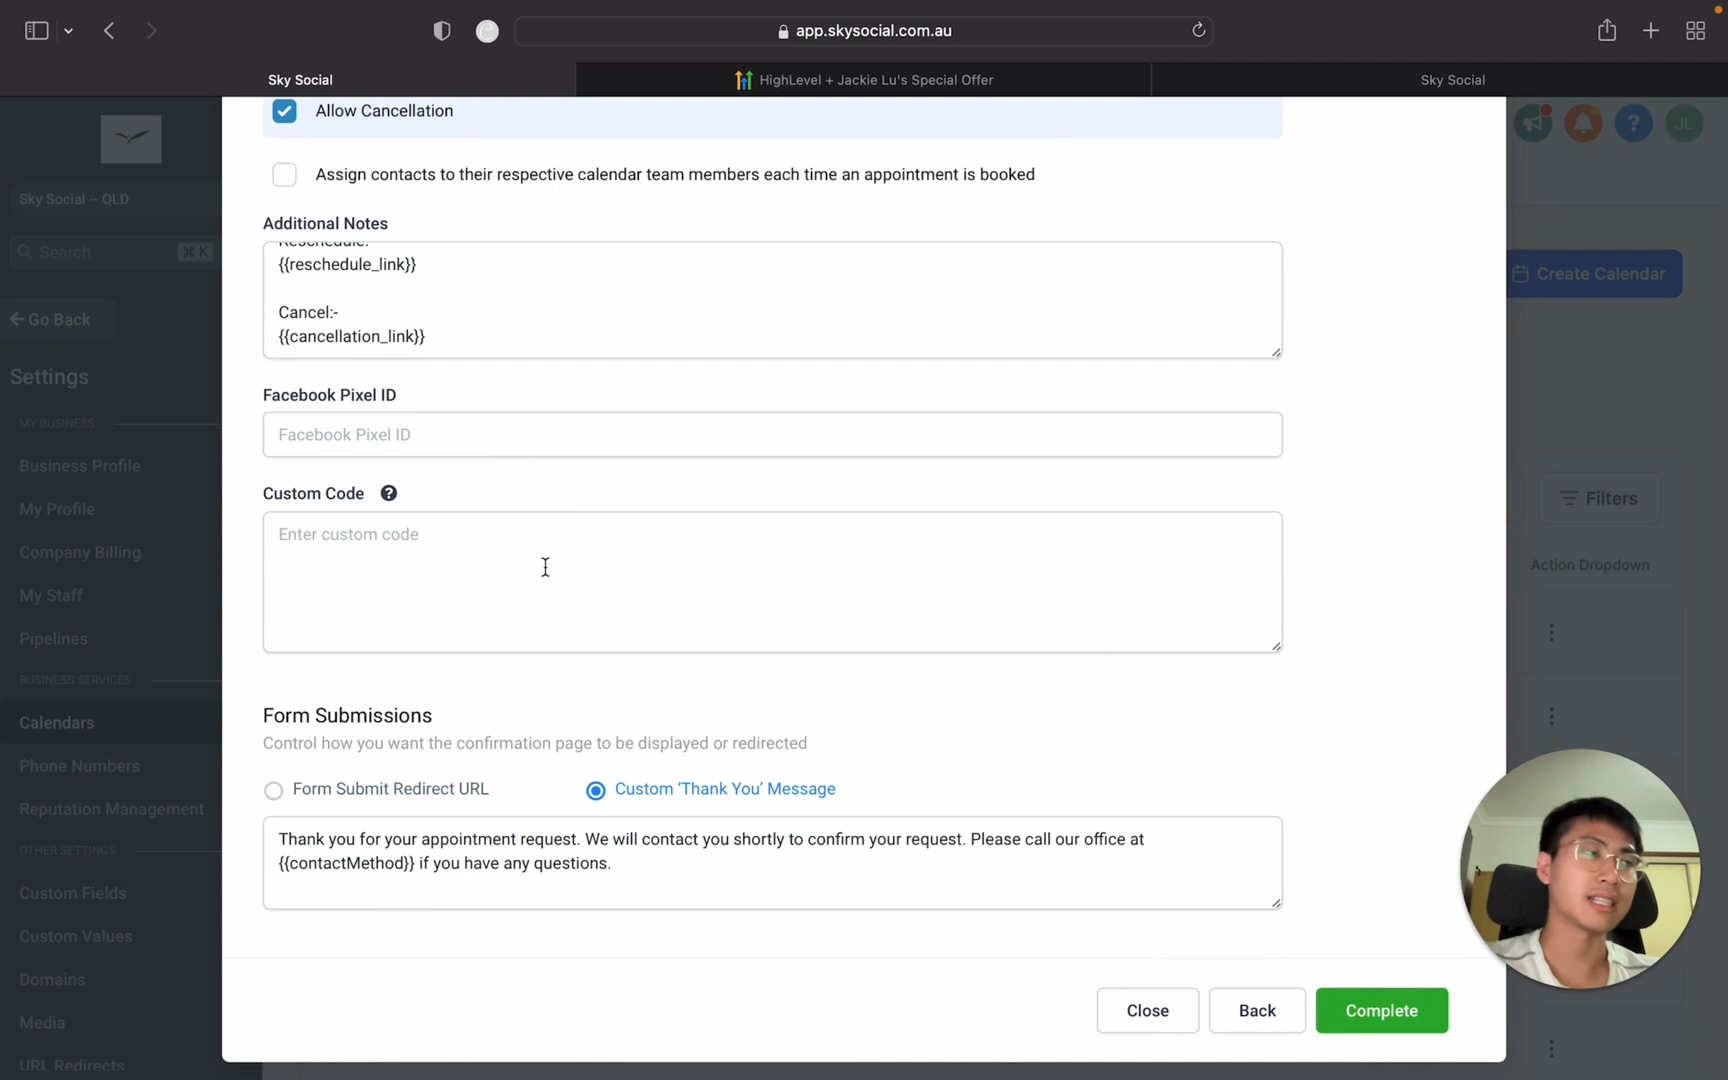 app.skysocial.com.au
Sky Social
HighLevel + Jackie Lu's Special Offer
Sky Social
Allow Cancellation
JL
Sky Social -- QLD
Assign contacts to their respective calendar team members each time an appointment is booked
Search
⌘ K
Additional Notes
Reschedule:
{{reschedule_link}}
Create Calendar
Cancel:-
{{cancellation_link}}
Go Back
Settings
Facebook Pixel ID
MY BUSINESS
Facebook Pixel ID
Business Profile
Custom Code ?
Filters
My Profile
Enter custom code
Company Billing
Action Dropdown
My Staff
Pipelines
BUSINESS SERVICES
Form Submissions
Calendars
Control how you want the confirmation page to be displayed or redirected
Phone Numbers
Form Submit Redirect URL
Custom ‘Thank You’ Message
Reputation Management
Thank you for your appointment request. We will contact you shortly to confirm your request. Please call our office at
{{contactMethod}} if you have any questions.
OTHER SETTINGS
Custom Fields
Custom Values
Domains
Close
Back
Complete
Media
URL Redirects